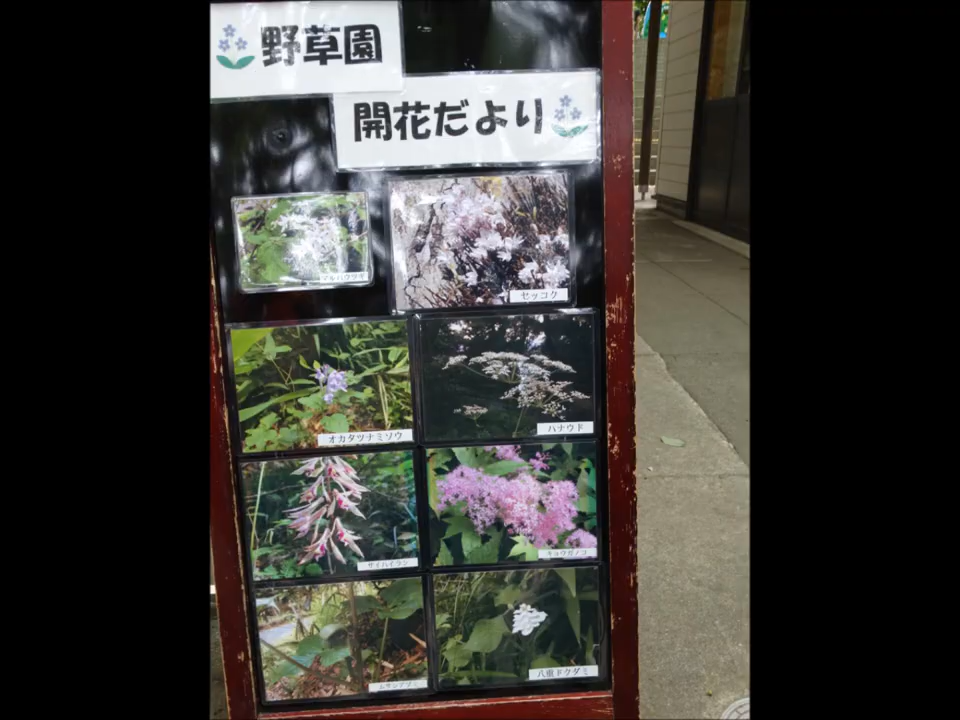 野草園
開花だより
マルバウツギ
セッコク
オカタツナミソウ
ハナウド
サイハイラン
キョウガノコ
ムサシアブミ
八重ドクダミ